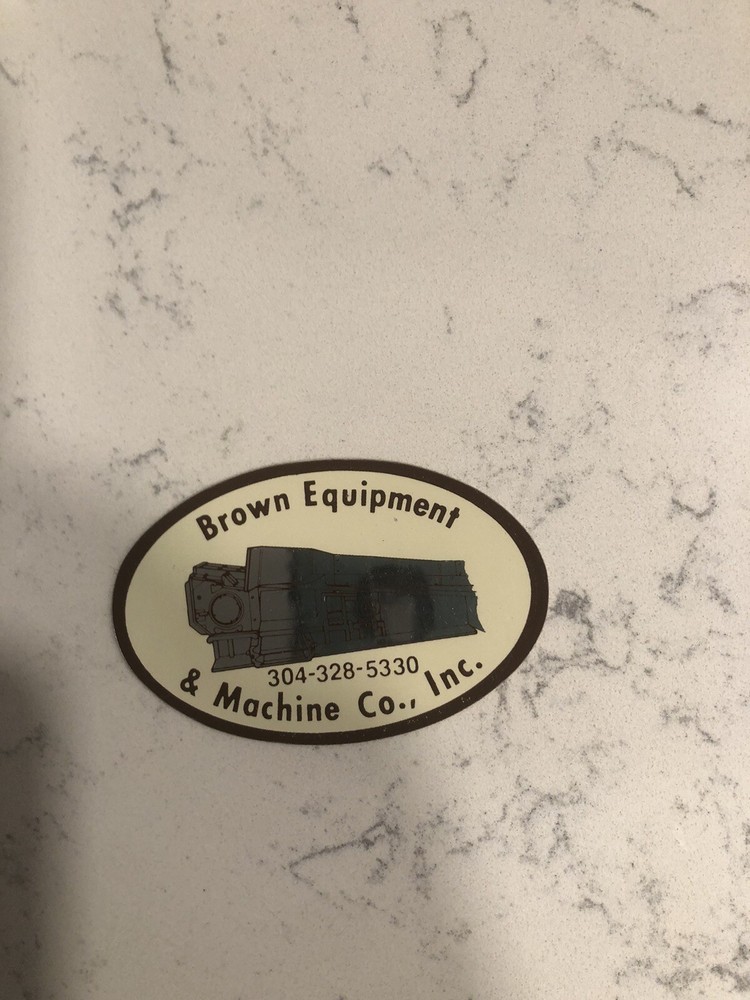 Brown Equipment
304-328-5330
& Machine Co., Inc.